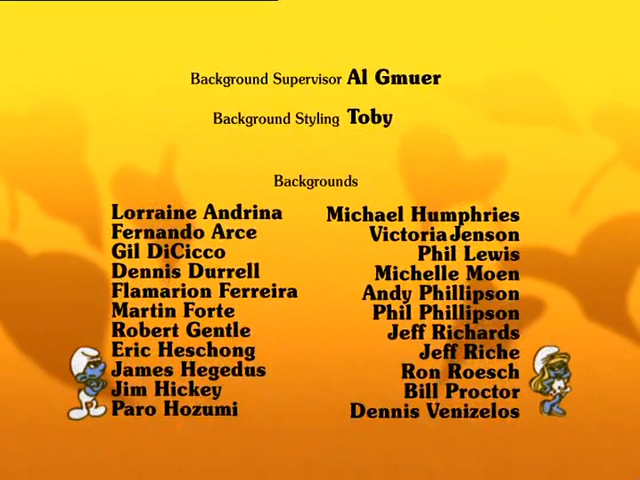 Background Supervisor Al Gmuer
Background Styling Toby
Backgrounds
Lorraine Andrina
Fernando Arce
Gil DiCicco
Dennis Durrell
Flamarion Ferreira
Martin Forte
Robert Gentle
Eric Heschong
James Hegedus
Jim Hickey
Paro Hozumi
Michael Humphries
Victoria Jenson
Phil Lewis
Michelle Moen
Andy Phillipson
Phil Phillipson
Jeff Richards
Jeff Riche
Ron Roesch
Bill Proctor
Dennis Venizelos